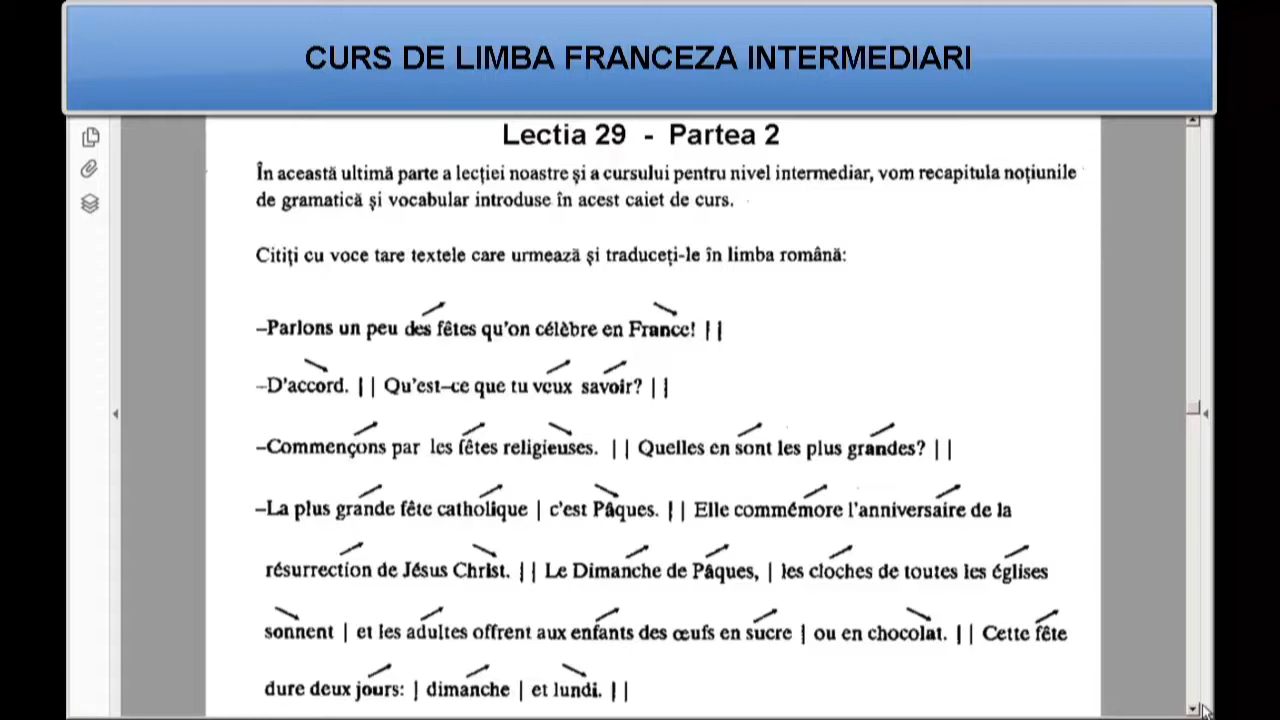 CURS DE LIMBA FRANCEZA INTERMEDIARI
Lectia 29 - Partea 2
În această ultimă parte a lecției noastre și a cursului pentru nivel intermediar, vom recapitula noțiunile
de gramatică și vocabular introduse în acest caiet de curs.
Citiți cu voce tare textele care urmează și traduceți-le în limba română:
–Parlons un peu des fêtes qu'on célèbre en France! | |
–D'accord. | | Qu'est–ce que tu veux savoir? | |
–Commençons par les fêtes religieuses. | | Quelles en sont les plus grandes? | |
–La plus grande fête catholique | c'est Pâques. | | Elle commémore l'anniversaire de la
résurrection de Jésus Christ. | | Le Dimanche de Pâques, | les cloches de toutes les églises
sonnent | et les adultes offrent aux enfants des œufs en sucre | ou en chocolat. | | Cette fête
dure deux jours: | dimanche | et lundi. | |